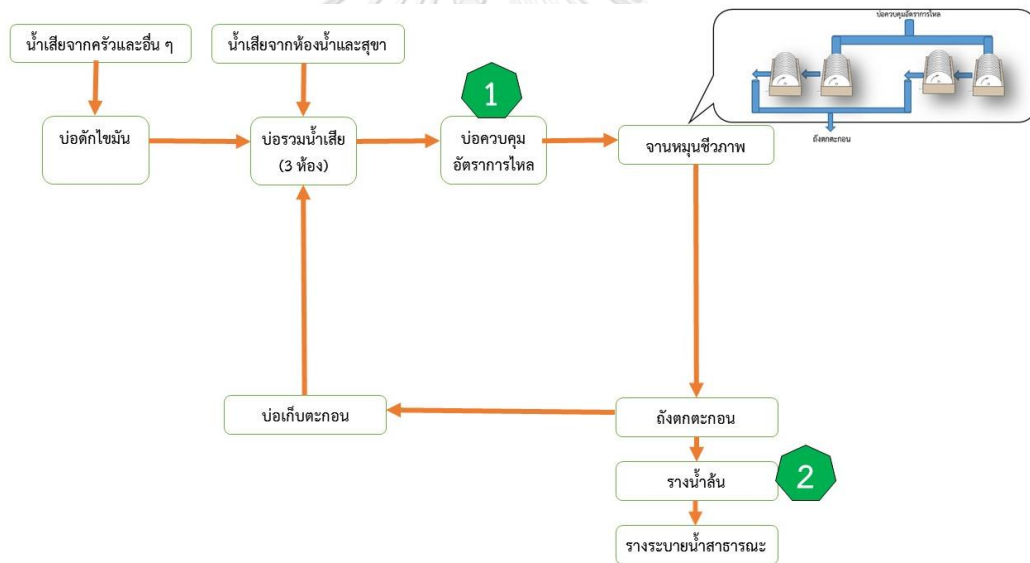 บ่อควบคุมอัตราการไหล
น้ำเสียจากครัวและอื่น ๆ
น้ำเสียจากห้องน้ำและสุขา
1
บ่อดักไขมัน
บ่อรวมน้ำเสีย
(3 ห้อง)
บ่อควบคุม
อัตราการไหล
จานหมุนชีวภาพ
ถังตกตะกอน
บ่อเก็บตะกอน
ถังตกตะกอน
รางน้ำล้น
2
รางระบายน้ำสาธารณะ